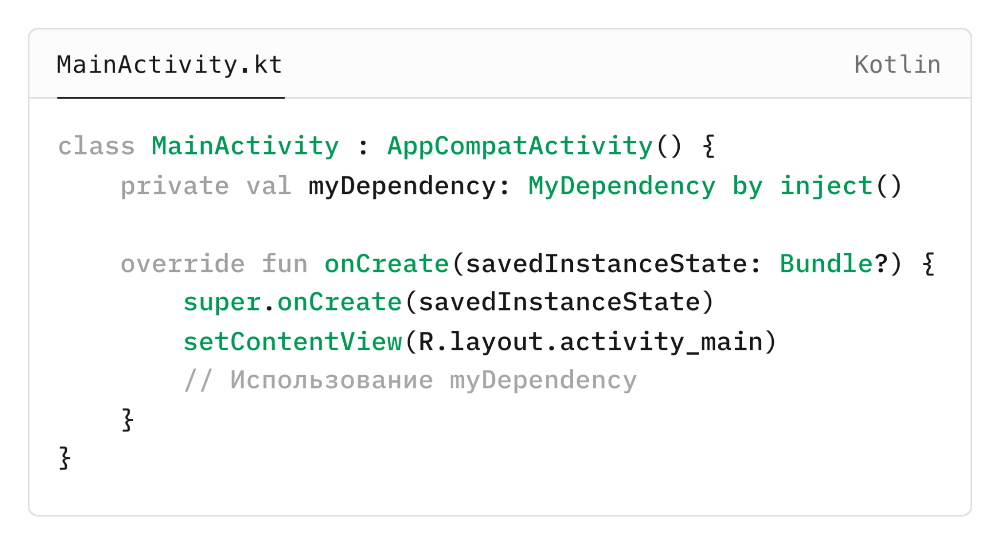 MainActivity.kt
Kotlin
class MainActivity : AppCompatActivity() {
    private val myDependency: MyDependency by inject()

    override fun onCreate(savedInstanceState: Bundle?) {
        super.onCreate(savedInstanceState)
        setContentView(R.layout.activity_main)
        // Использование myDependency
    }
}